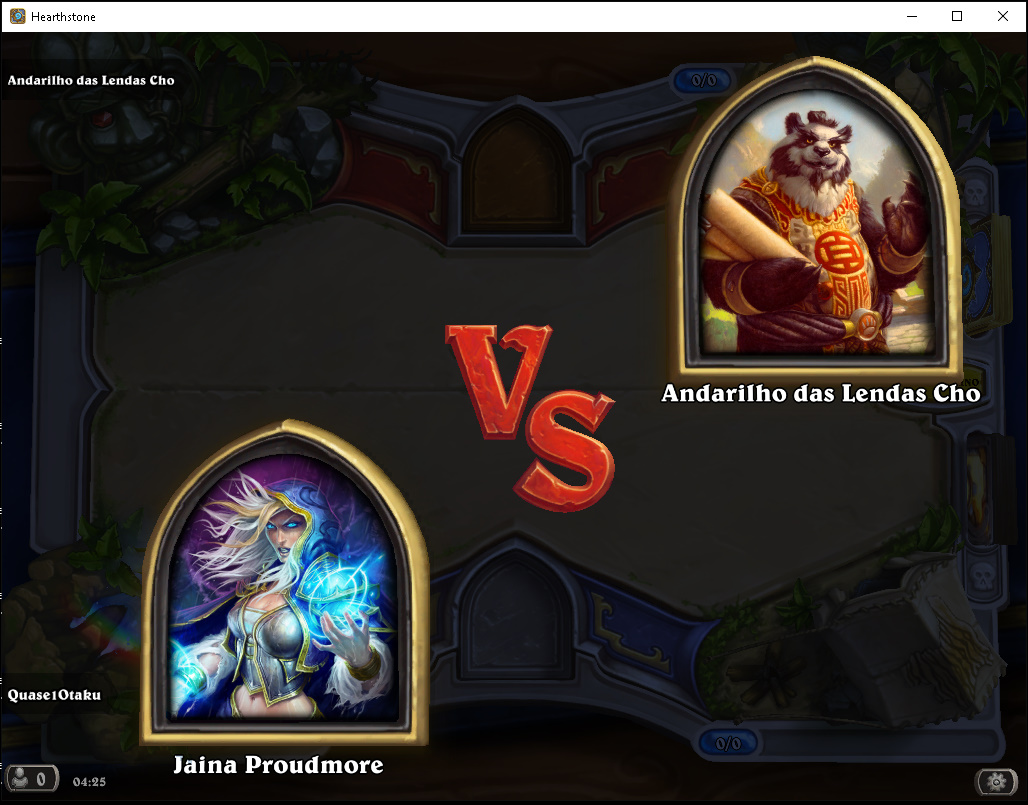 Hearthstone
Andarilho das Lendas Cho
0/0
VS
Andarilho das Lendas Cho
Quase1Otaku
0/0
Jaina Proudmore
0
04:25